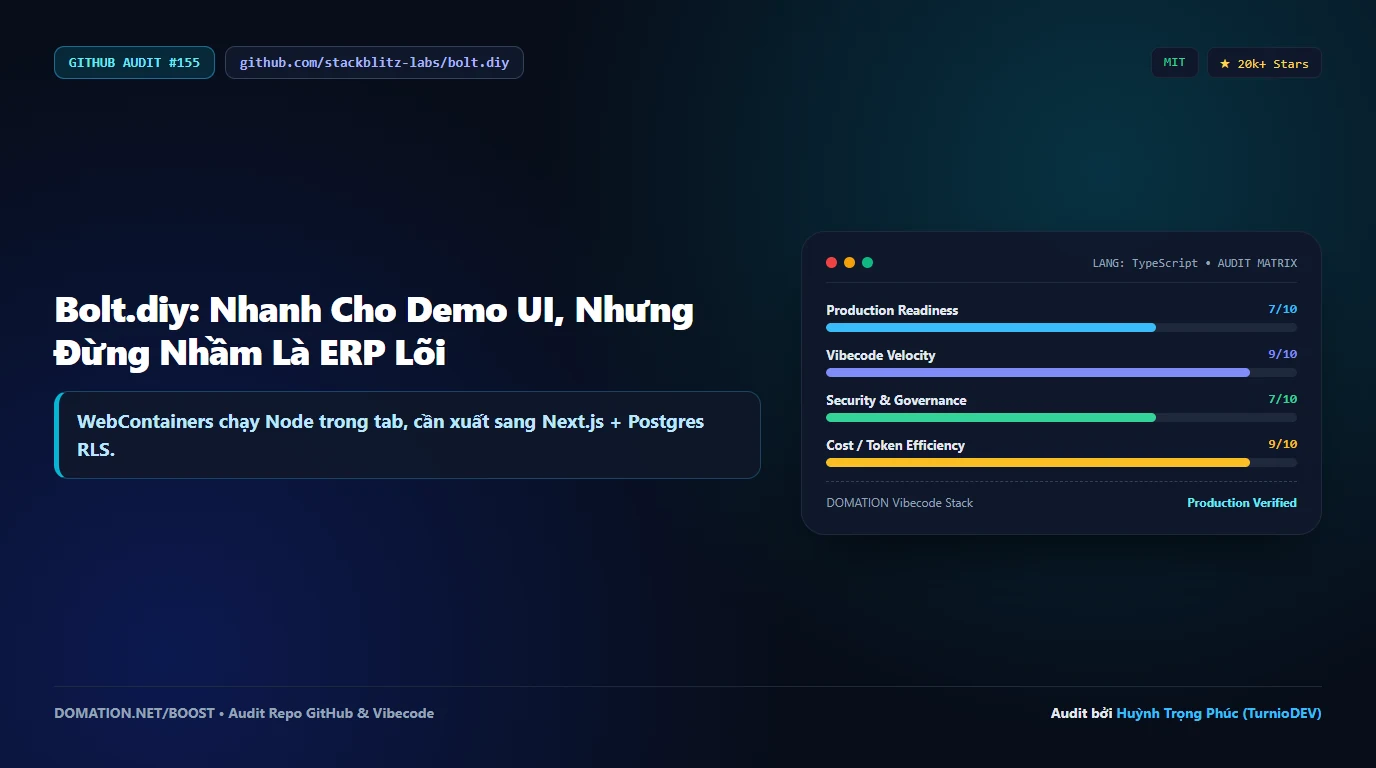 GITHUB AUDIT #155
github.com/stackblitz-labs/bolt.diy
MIT
★ 20k+ Stars
Bolt.diy: Nhanh Cho Demo UI, Nhưng
Đừng Nhầm Là ERP Lõi
WebContainers chạy Node trong tab, cần xuất sang Next.js + Postgres
RLS.
LANG: TypeScript • AUDIT MATRIX
Production Readiness 7/10
Vibecode Velocity 9/10
Security & Governance 7/10
Cost / Token Efficiency 9/10
DOMATION Vibecode Stack Production Verified
DOMATION.NET/BOOST • Audit Repo GitHub & Vibecode
Audit bởi Huỳnh Trọng Phúc (TurnioDEV)